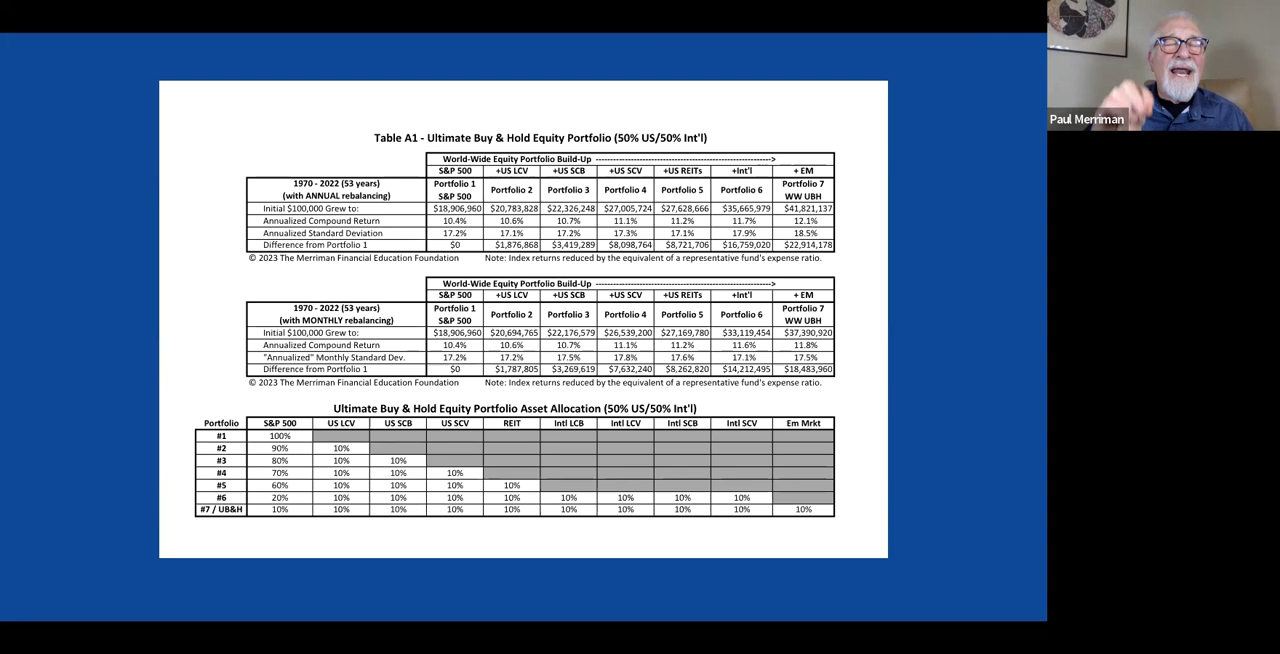 Paul Merriman
Table A1 - Ultimate Buy & Hold Equity Portfolio (50% US/50% Int'l)
World-Wide Equity Portfolio Build-Up ------------------------------------------------------------>
S&P 500 +US LCV +US SCB +US SCV +US REITs +Int'l + EM
1970 - 2022 (53 years) Portfolio 1 Portfolio 2 Portfolio 3 Portfolio 4 Portfolio 5 Portfolio 6 Portfolio 7
(with ANNUAL rebalancing) S&P 500 WW UBH
Initial $100,000 Grew to: $18,906,960 $20,783,828 $22,326,248 $27,005,724 $27,628,666 $35,665,979 $41,821,137
Annualized Compound Return 10.4% 10.6% 10.7% 11.1% 11.2% 11.7% 12.1%
Annualized Standard Deviation 17.2% 17.1% 17.2% 17.3% 17.1% 17.9% 18.5%
Difference from Portfolio 1 $0 $1,876,868 $3,419,289 $8,098,764 $8,721,706 $16,759,020 $22,914,178
© 2023 The Merriman Financial Education Foundation Note: Index returns reduced by the equivalent of a representative fund's expense ratio.
World-Wide Equity Portfolio Build-Up ------------------------------------------------------------>
S&P 500 +US LCV +US SCB +US SCV +US REITs +Int'l + EM
1970 - 2022 (53 years) Portfolio 1 Portfolio 2 Portfolio 3 Portfolio 4 Portfolio 5 Portfolio 6 Portfolio 7
(with MONTHLY rebalancing) S&P 500 WW UBH
Initial $100,000 Grew to: $18,906,960 $20,694,765 $22,176,579 $26,539,200 $27,169,780 $33,119,454 $37,390,920
Annualized Compound Return 10.4% 10.6% 10.7% 11.1% 11.2% 11.6% 11.8%
"Annualized" Monthly Standard Dev. 17.2% 17.2% 17.5% 17.8% 17.6% 17.1% 17.5%
Difference from Portfolio 1 $0 $1,787,805 $3,269,619 $7,632,240 $8,262,820 $14,212,495 $18,483,960
© 2023 The Merriman Financial Education Foundation Note: Index returns reduced by the equivalent of a representative fund's expense ratio.
Ultimate Buy & Hold Equity Portfolio Asset Allocation (50% US/50% Int'l)
Portfolio S&P 500 US LCV US SCB US SCV REIT Intl LCB Intl LCV Intl SCB Intl SCV Em Mrkt
#1 100%
#2 90% 10%
#3 80% 10% 10%
#4 70% 10% 10% 10%
#5 60% 10% 10% 10% 10%
#6 20% 10% 10% 10% 10% 10% 10% 10% 10%
#7 / UB&H 10% 10% 10% 10% 10% 10% 10% 10% 10% 10%